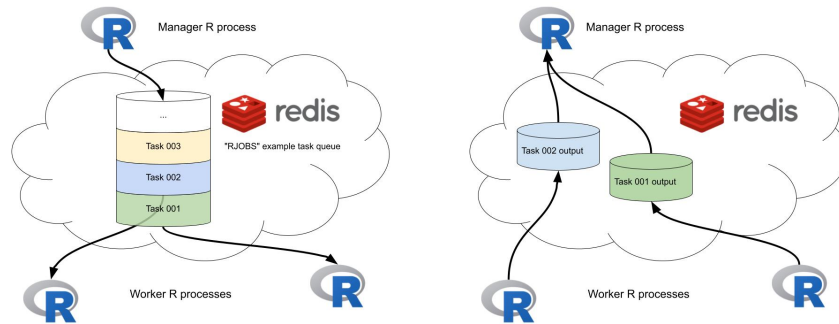 R
Manager R process
...
Task 003
Task 002
Task 001
redis
"RJOBS" example task queue
R
Worker R processes
R
R
Manager R process
redis
Task 002 output
Task 001 output
R
Worker R processes
R